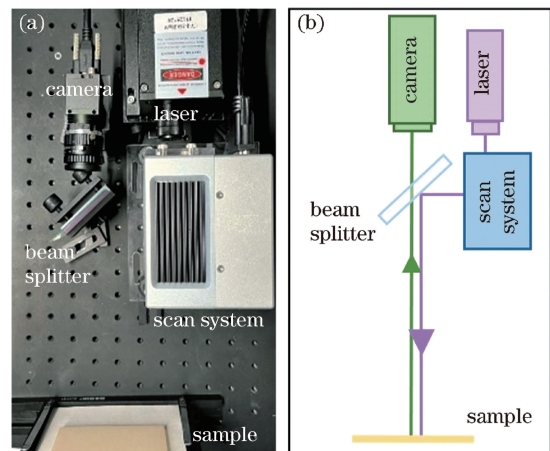 (a)
camera
laser
DANGER
beam
splitter
scan system
sample
(b)
camera
laser
beam
splitter
scan
system
sample